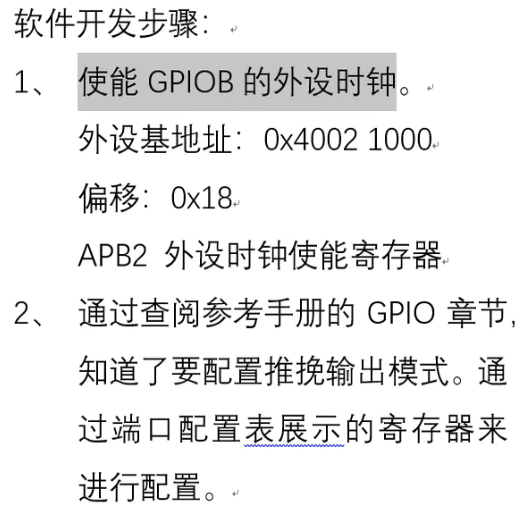 软件开发步骤：
1、 使能 GPIOB 的外设时钟。
外设基地址：0x4002 1000
偏移：0x18
APB2 外设时钟使能寄存器
2、 通过查阅参考手册的 GPIO 章节，
知道了要配置推挽输出模式。通
过端口配置表展示的寄存器来
进行配置。